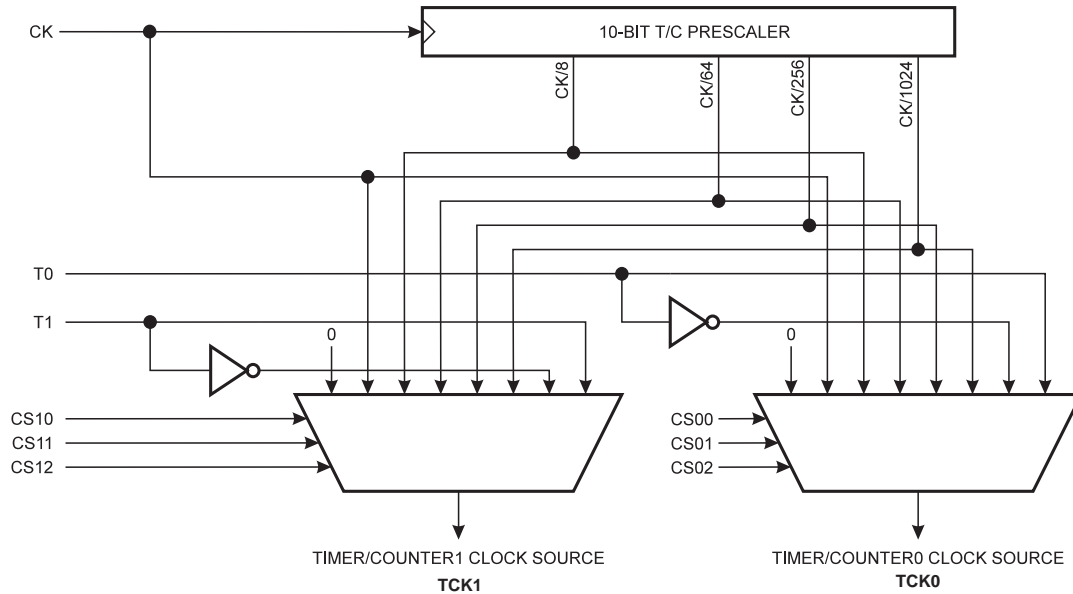 CK
10-BIT T/C PRESCALER
CK/8
CK/64
CK/256
CK/1024
T0
T1
0
0
CS10
CS11
CS12
CS00
CS01
CS02
TIMER/COUNTER1 CLOCK SOURCE
TCK1
TIMER/COUNTER0 CLOCK SOURCE
TCK0